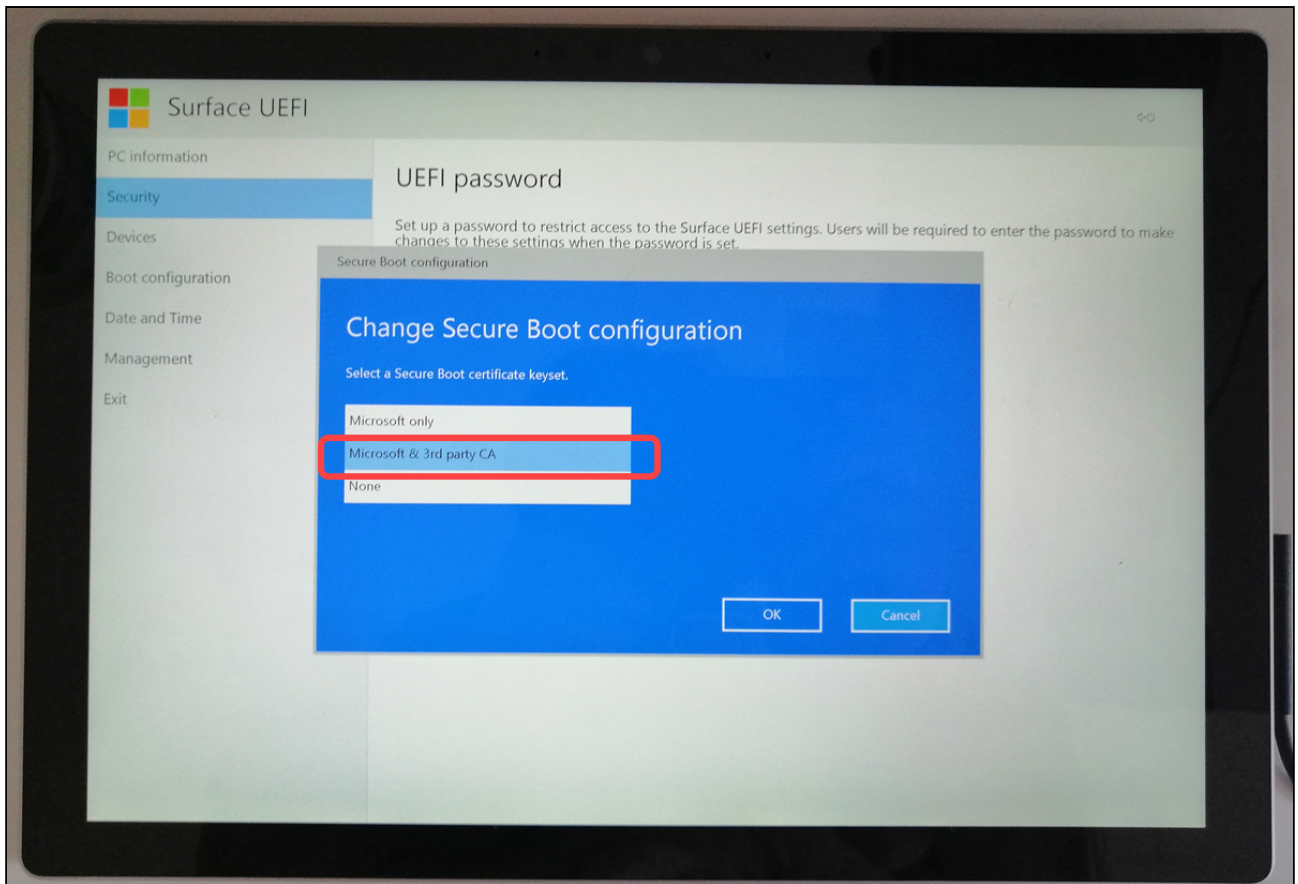 Surface UEFI
PC information
Security
Devices
Boot configuration
Date and Time
Management
Exit
UEFI password
Set up a password to restrict access to the Surface UEFI settings. Users will be required to enter the password to make
changes to these settings when the password is set.
Secure Boot configuration
Change Secure Boot configuration
Select a Secure Boot certificate keyset.
Microsoft only
Microsoft & 3rd party CA
None
OK
Cancel